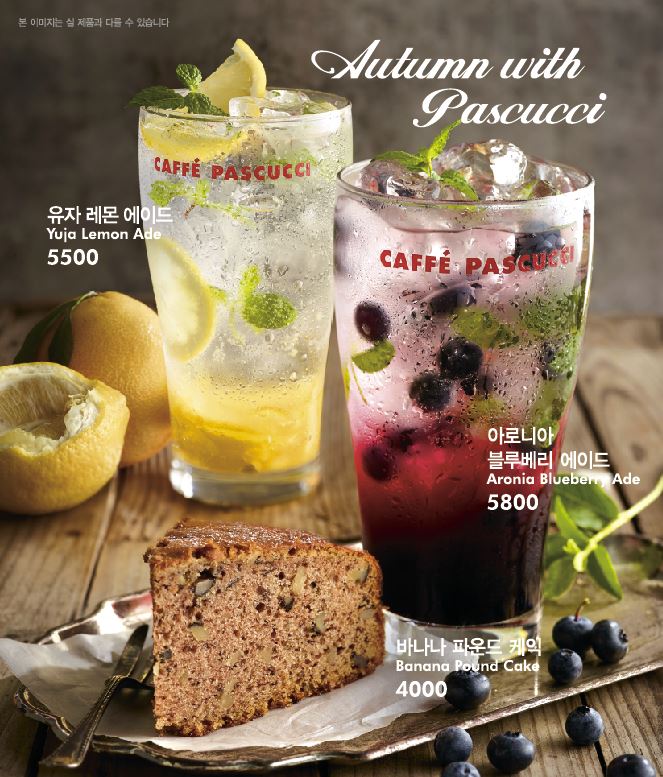 본 이미지는 실 제품과 다를 수 있습니다
Autumn with
Pascucci
CAFFÉ PASCUCCI
유자 레몬 에이드
Yuja Lemon Ade
5500
CAFFÉ PASCUCCI
아로니아
블루베리 에이드
Aronia Blueberry Ade
5800
바나나 파운드 케익
Banana Pound Cake
4000